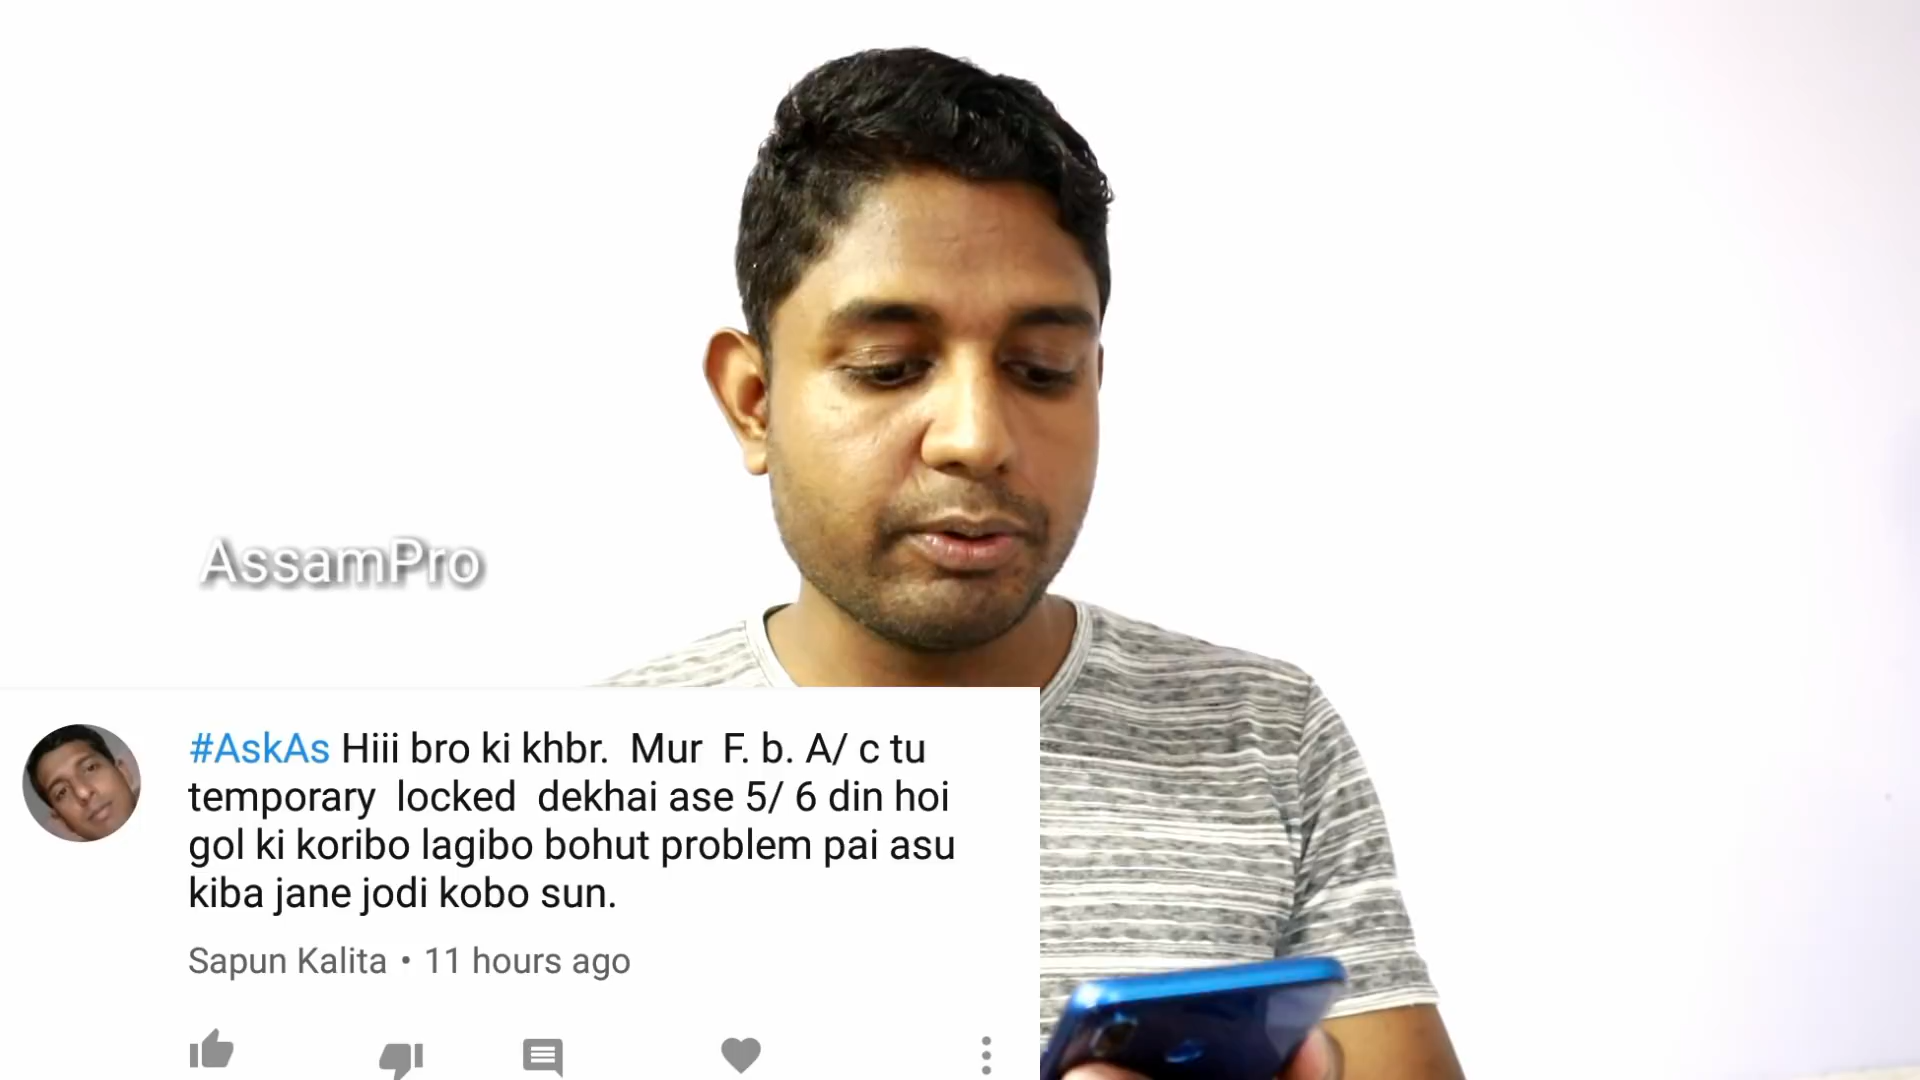 AssamPro
#AskAs Hiii bro ki khbr. Mur F. b. A/ c tu
temporary locked dekhai ase 5/ 6 din hoi
gol ki koribo lagibo bohut problem pai asu
kiba jane jodi kobo sun.
Sapun Kalita • 11 hours ago